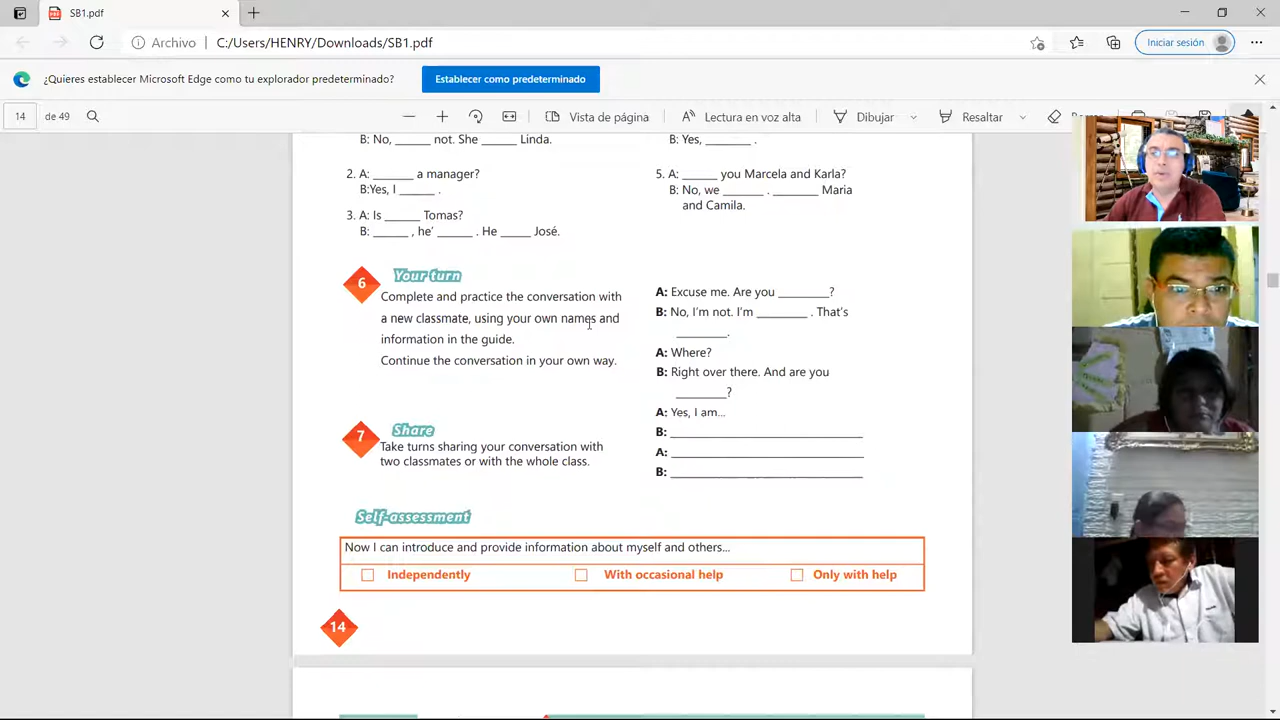 SB1.pdf
Archivo C:/Users/HENRY/Downloads/SB1.pdf
Iniciar sesión
¿Quieres establecer Microsoft Edge como tu explorador predeterminado? Establecer como predeterminado
14 de 49
Vista de página
Lectura en voz alta
Dibujar
Resaltar
B: No, ______ not. She ______ Linda.
2. A: _______ a manager?
B:Yes, I ______ .
3. A: Is ______ Tomas?
B: ______ , he' ______ . He _____ José.
B: Yes, ________ .
5. A: ______ you Marcela and Karla?
B: No, we _______ . ________ Maria
and Camila.
6
Your turn
Complete and practice the conversation with
a new classmate, using your own names and
information in the guide.
Continue the conversation in your own way.
A: Excuse me. Are you _________?
B: No, I'm not. I'm _________ . That's
_________.
A: Where?
B: Right over there. And are you
_________?
A: Yes, I am...
B: ______________________________
A: ______________________________
B: ______________________________
7
Share
Take turns sharing your conversation with
two classmates or with the whole class.
Self-assessment
Now I can introduce and provide information about myself and others...
Independently
With occasional help
Only with help
14